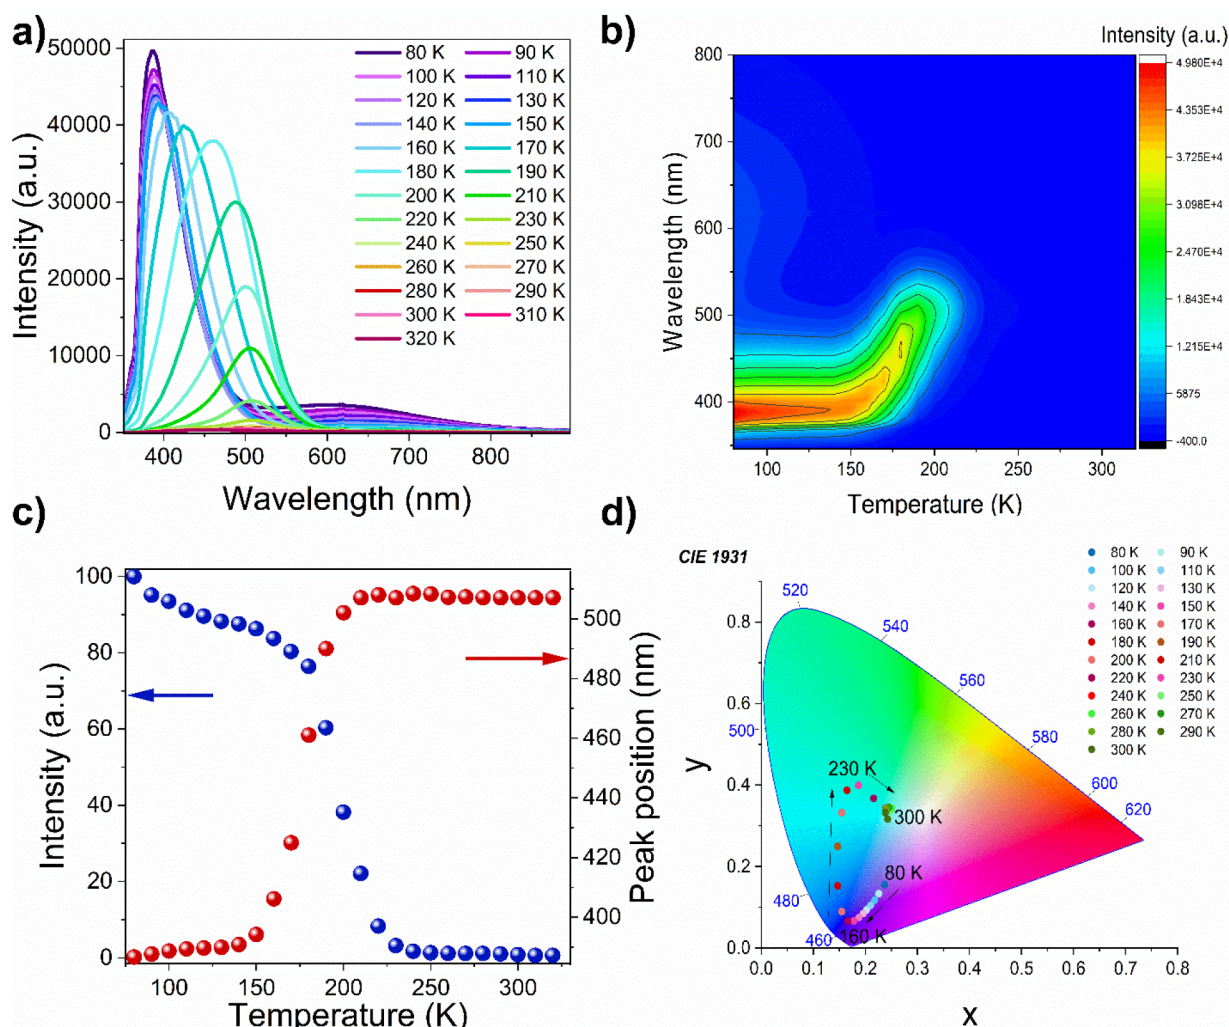 a)
50000
40000
30000
20000
10000
0
Intensity (a.u.)
400 500 600 700 800
Wavelength (nm)
80 K 90 K
100 K 110 K
120 K 130 K
140 K 150 K
160 K 170 K
180 K 190 K
200 K 210 K
220 K 230 K
240 K 250 K
260 K 270 K
280 K 290 K
300 K 310 K
320 K
b)
Intensity (a.u.)
800
700
600
500
400
Wavelength (nm)
100 150 200 250 300
Temperature (K)
4.980E+4
4.353E+4
3.725E+4
3.098E+4
2.470E+4
1.843E+4
1.215E+4
5875
-400.0
c)
100
80
60
40
20
0
Intensity (a.u.)
500
480
460
440
420
400
Peak position (nm)
100 150 200 250 300
Temperature (K)
d)
CIE 1931
80 K 90 K
100 K 110 K
120 K 130 K
140 K 150 K
160 K 170 K
180 K 190 K
200 K 210 K
220 K 230 K
240 K 250 K
260 K 270 K
280 K 290 K
300 K
0.8
0.6
0.4
0.2
0.0
y
520
540
560
580
600
620
500
480
460
230 K
300 K
80 K
160 K
0.0 0.1 0.2 0.3 0.4 0.5 0.6 0.7 0.8
x